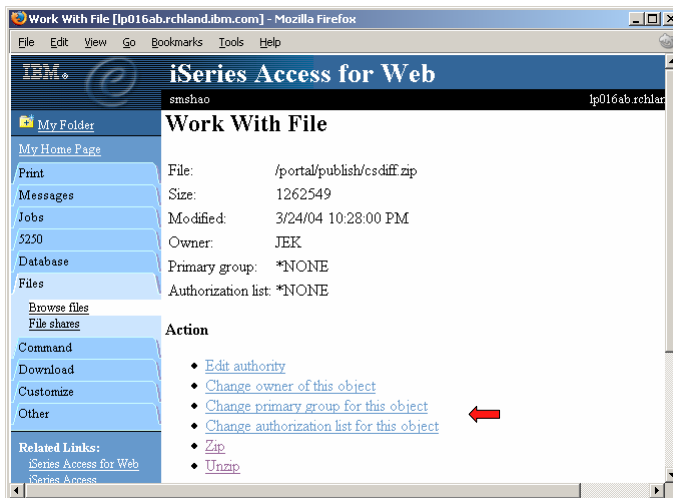 Work With File [lp016ab.rchland.ibm.com] - Mozilla Firefox
File Edit View Go Bookmarks Tools Help
IBM.
iSeries Access for Web
smshao lp016ab.rchlan
My Folder
My Home Page
Print
Messages
Jobs
5250
Database
Files
Browse files
File shares
Command
Download
Customize
Other
Related Links:
iSeries Access for Web
iSeries Access
Work With File
File: /portal/publish/csdiff.zip
Size: 1262549
Modified: 3/24/04 10:28:00 PM
Owner: JEK
Primary group: *NONE
Authorization list: *NONE
Action
Edit authority
Change owner of this object
Change primary group for this object
Change authorization list for this object
Zip
Unzip